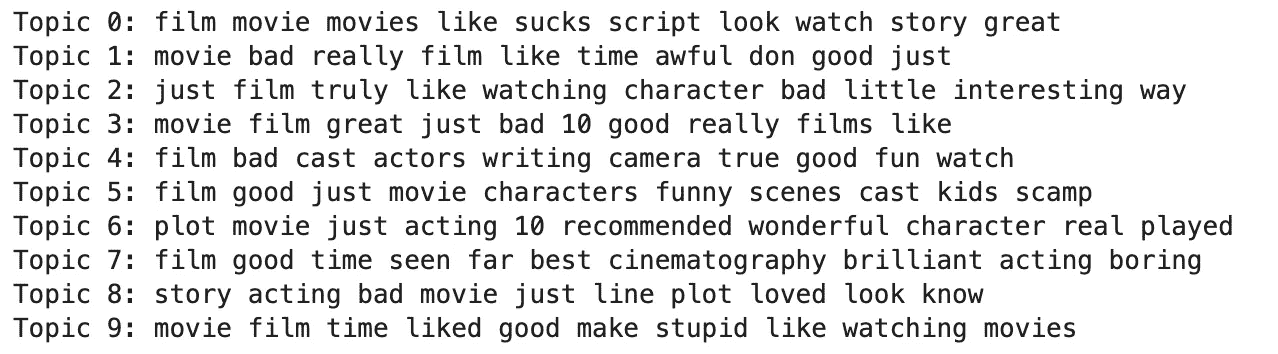 Topic 0: film movie movies like sucks script look watch story great
Topic 1: movie bad really film like time awful don good just
Topic 2: just film truly like watching character bad little interesting way
Topic 3: movie film great just bad 10 good really films like
Topic 4: film bad cast actors writing camera true good fun watch
Topic 5: film good just movie characters funny scenes cast kids scamp
Topic 6: plot movie just acting 10 recommended wonderful character real played
Topic 7: film good time seen far best cinematography brilliant acting boring
Topic 8: story acting bad movie just line plot loved look know
Topic 9: movie film time liked good make stupid like watching movies